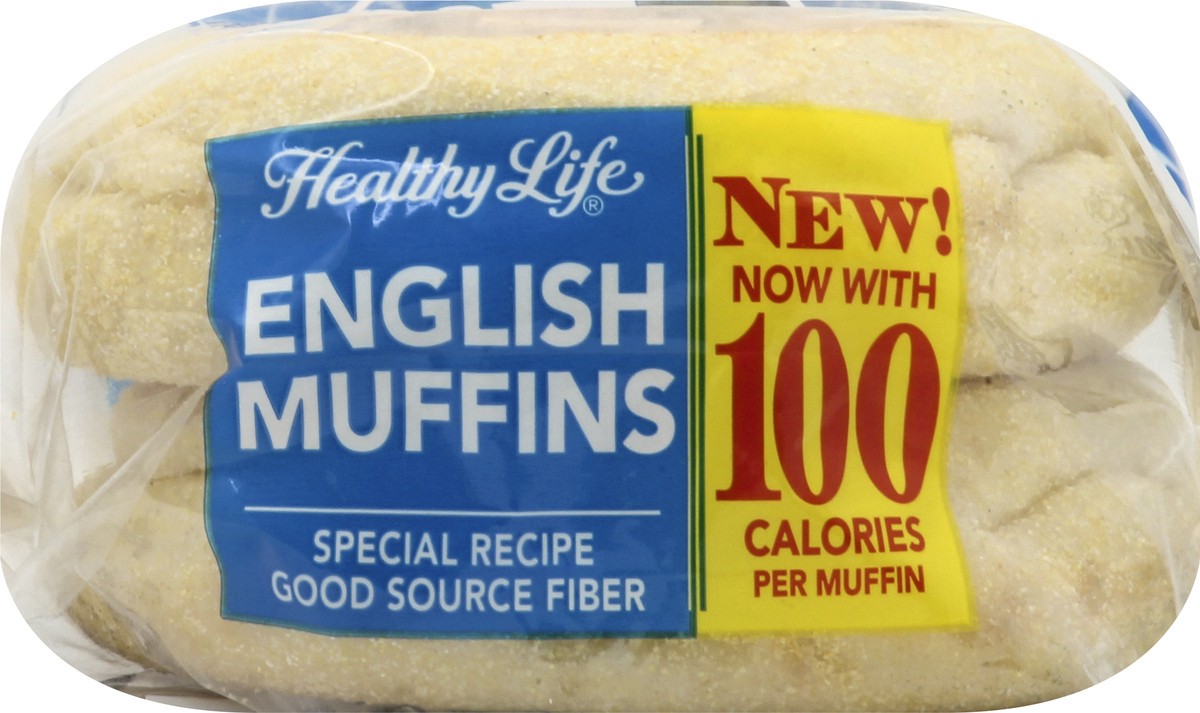 Healthy Life®
ENGLISH
MUFFINS
SPECIAL RECIPE
GOOD SOURCE FIBER
NEW!
NOW WITH
100
CALORIES
PER MUFFIN